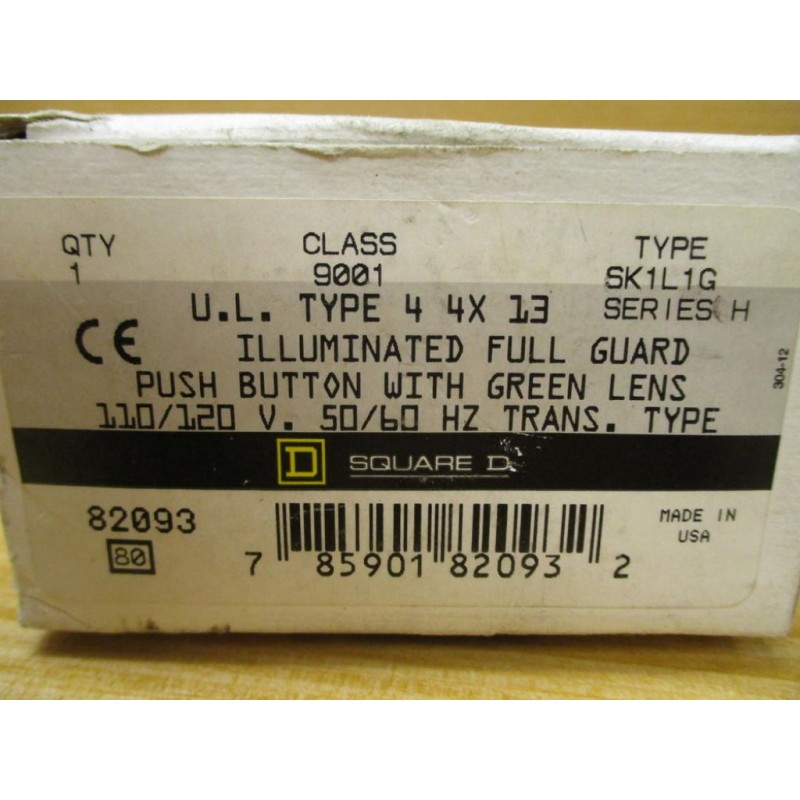 QTY CLASS TYPE
1 9001 SK1L1G
U.L. TYPE 4 4X 13 SERIES H
CE ILLUMINATED FULL GUARD
PUSH BUTTON WITH GREEN LENS
110/120 V. 50/60 HZ TRANS. TYPE
304-12
D SQUARE D
82093
80
7 85901 82093 2
MADE IN
USA